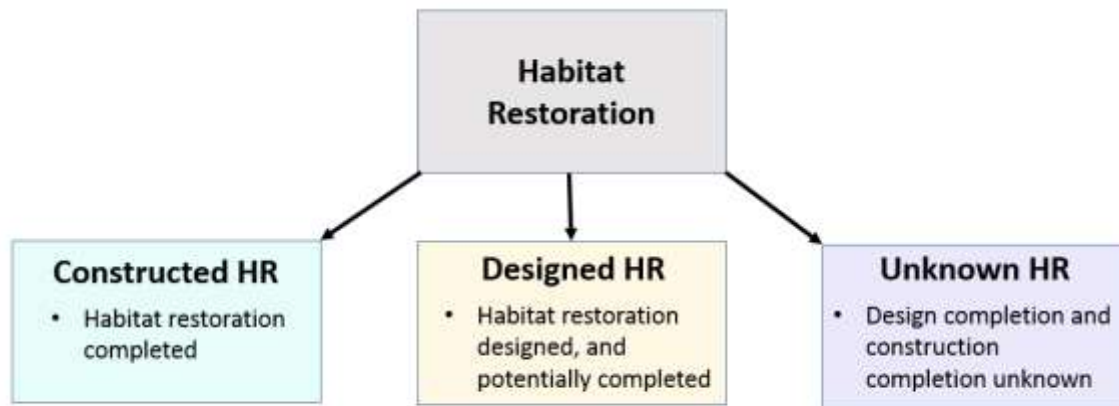 Habitat
Restoration
Constructed HR
• Habitat restoration
completed
Designed HR
• Habitat restoration
designed, and
potentially completed
Unknown HR
• Design completion and
construction
completion unknown